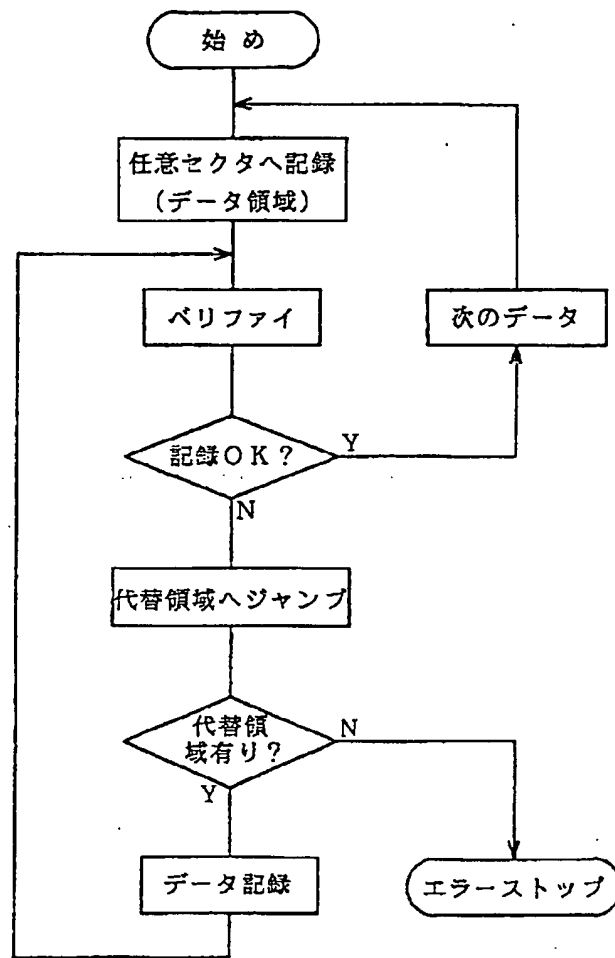 始め
任意セクタへ記録
(データ領域)
ベリファイ
次のデータ
記録OK?
Y
N
代替領域へジャンプ
代替領
域有り?
N
Y
データ記録
エラーストップ